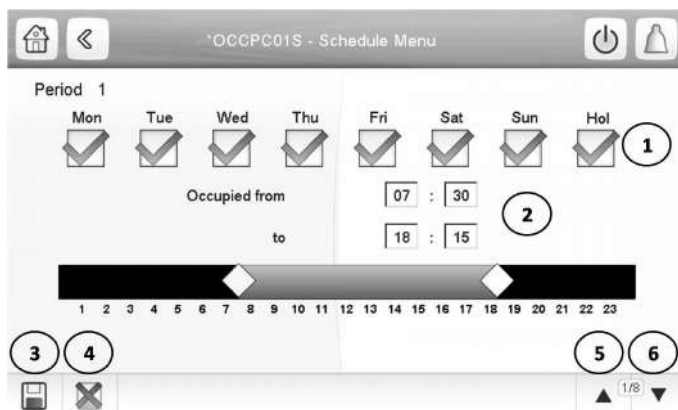 *OCCPC01S - Schedule Menu
Period 1
Mon Tue Wed Thu Fri Sat Sun Hol
1
Occupied from 07 : 30
2
to 18 : 15
1 2 3 4 5 6 7 8 9 10 11 12 13 14 15 16 17 18 19 20 21 22 23
3 4 5 6
1/8